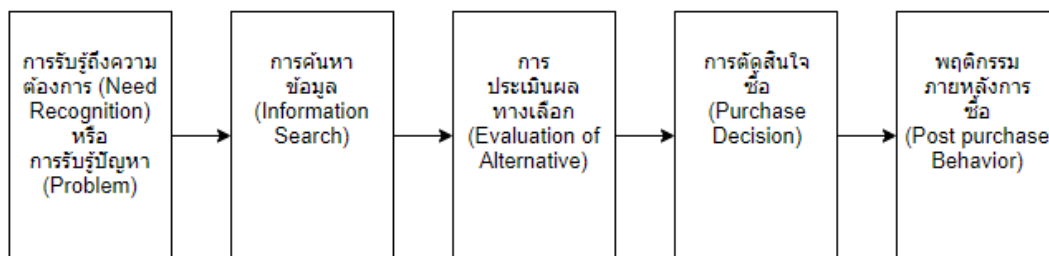 การรับรู้ถึงความ
ต้องการ (Need
Recognition)
หรือ
การรับรู้ปัญหา
(Problem)
การค้นหา
ข้อมูล
(Information
Search)
การ
ประเมินผล
ทางเลือก
(Evaluation of
Alternative)
การตัดสินใจ
ซื้อ
(Purchase
Decision)
พฤติกรรม
ภายหลังการ
ซื้อ
(Post purchase
Behavior)